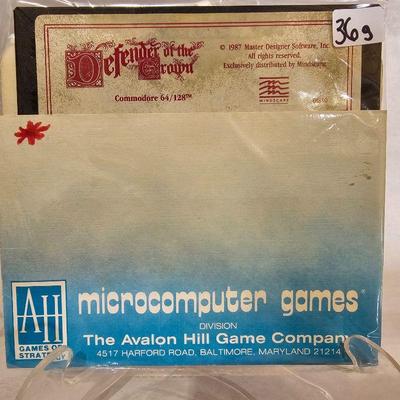 36g
Defender of the Crown
Commodore 64/128™
© 1987 Master Designer Software, Inc.
All rights reserved.
Exclusively distributed by Mindscape
MINDSCAPE
AH
GAMES OF
STRATEGY
microcomputer games®
DIVISION
The Avalon Hill Game Company
4517 HARFORD ROAD, BALTIMORE, MARYLAND 21214